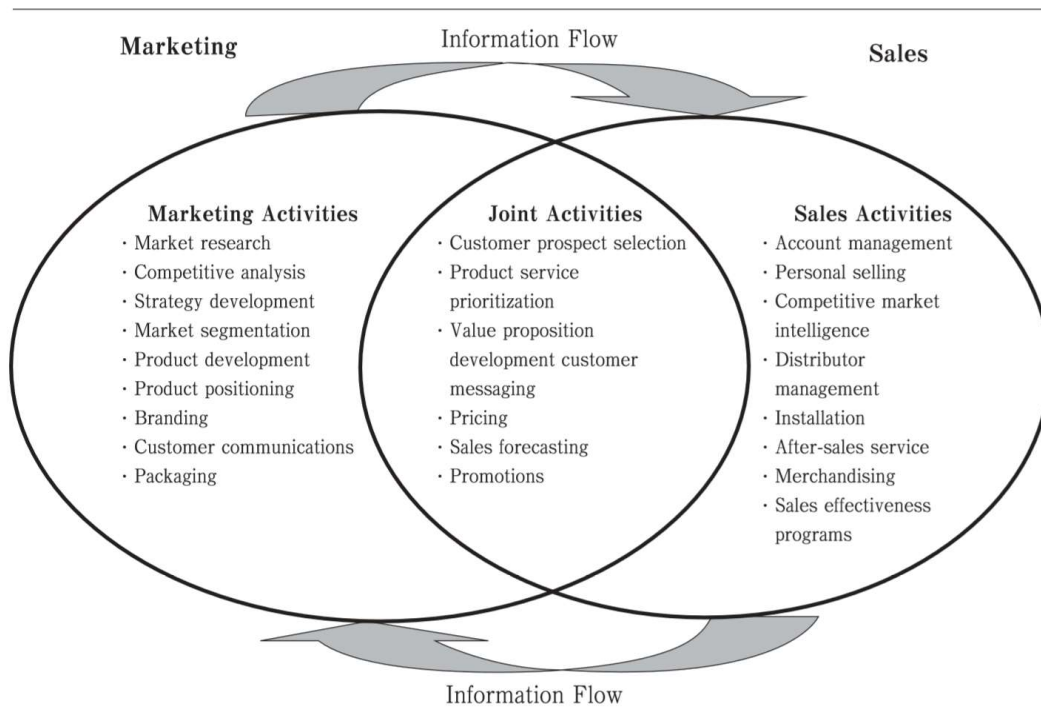 Marketing
Information Flow
Sales
Marketing Activities
· Market research
· Competitive analysis
· Strategy development
· Market segmentation
· Product development
· Product positioning
· Branding
· Customer communications
· Packaging
Joint Activities
· Customer prospect selection
· Product service
prioritization
· Value proposition
development customer
messaging
· Pricing
· Sales forecasting
· Promotions
Sales Activities
· Account management
· Personal selling
· Competitive market
intelligence
· Distributor
management
· Installation
· After-sales service
· Merchandising
· Sales effectiveness
programs
Information Flow